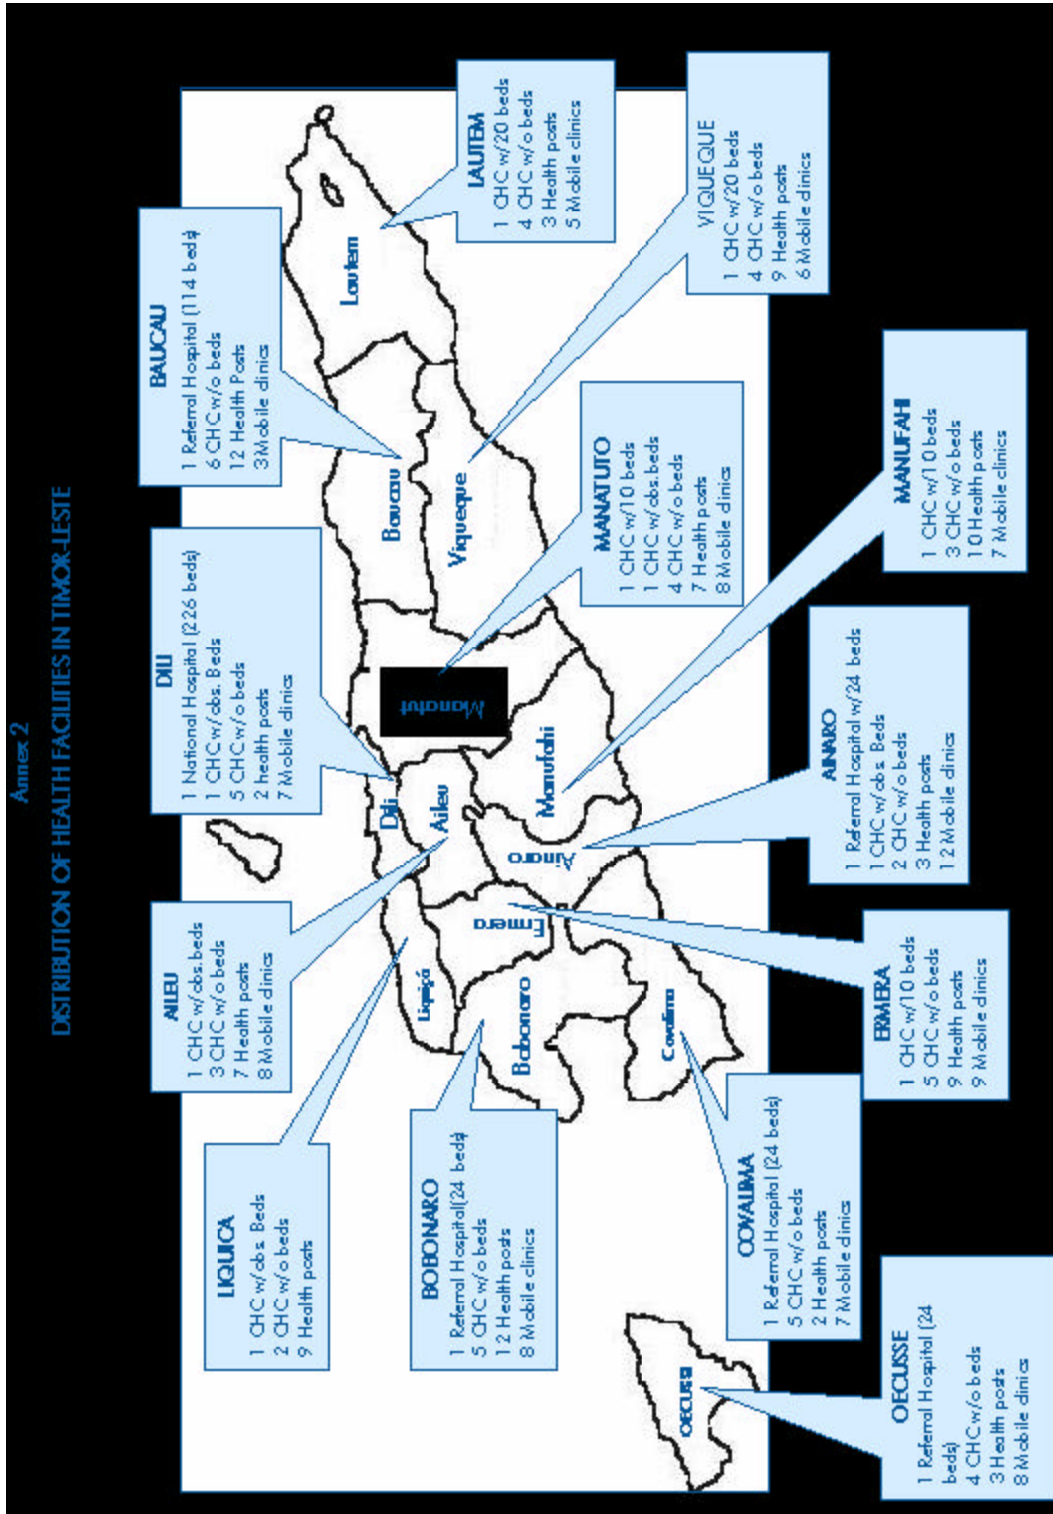 Annex 2
DISTRIBUTION OF HEALTH FACILITIES IN TIMOR-LESTE
LIQUICA
1 CHC w/obs. Beds
2 CHC w/o beds
9 Health posts
AILEU
1 CHC w/obs.beds
3 CHC w/o beds
7 Health posts
8 Mobile clinics
DILI
1 National Hospital (226 beds)
1 CHC w/obs. Beds
5 CHC w/o beds
2 health posts
7 Mobile clinics
BAUCAU
1 Referral Hospital (114 beds)
6 CHC w/o beds
12 Health Posts
3 Mobile clinics
LAUTEM
1 CHC w/20 beds
4 CHC w/o beds
3 Health posts
5 Mobile clinics
VIQUEQUE
1 CHC w/20 beds
4 CHC w/o beds
9 Health posts
6 Mobile clinics
MANATUTO
1 CHC w/10 beds
1 CHC w/obs.beds
4 CHC w/o beds
7 Health posts
8 Mobile clinics
MANUFAHI
1 CHC w/10 beds
3 CHC w/o beds
10 Health posts
7 Mobile clinics
AINARO
1 Referral Hospital w/24 beds
1 CHC w/obs. Beds
2 CHC w/o beds
3 Health posts
12 Mobile clinics
ERMERA
1 CHC w/10 beds
5 CHC w/o beds
9 Health posts
9 Mobile clinics
BOBONARO
1 Referral Hospital(24 beds)
5 CHC w/o beds
12 Health posts
8 Mobile clinics
COVALIMA
1 Referral Hospital (24 beds)
5 CHC w/o beds
2 Health posts
7 Mobile clinics
OECUSSE
1 Referral Hospital (24
beds)
4 CHC w/o beds
3 Health posts
8 Mobile clinics
Lautem
Baucau
Viqueque
Manatut
Dili
Aileu
Manufahi
Ainaro
Ermera
Liquiçá
Bobonaro
Covalima
OECUSSI